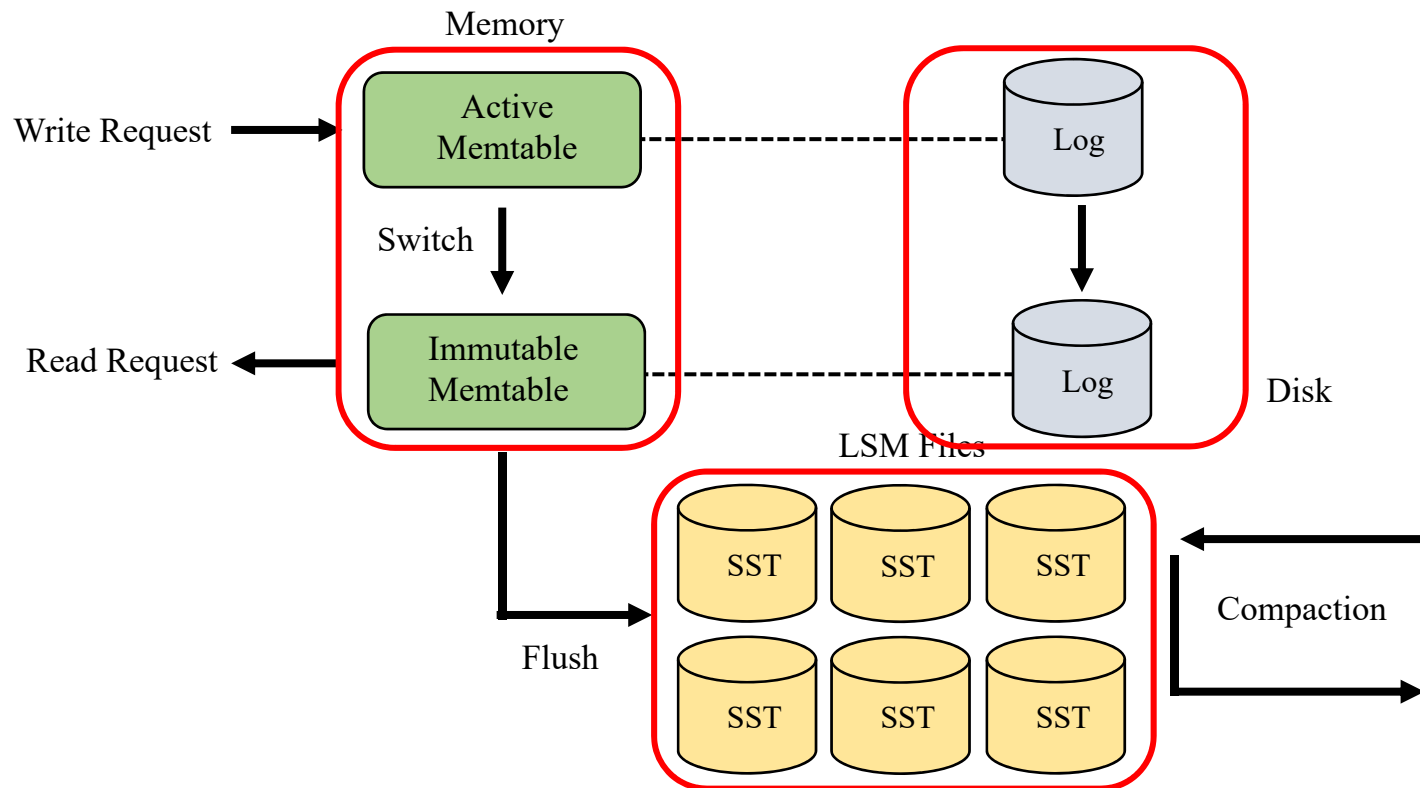 Memory
Active
Memtable
Log
Write Request
Switch
Read Request
Immutable
Memtable
Log
Disk
LSM Files
SST
SST
SST
Compaction
Flush
SST
SST
SST